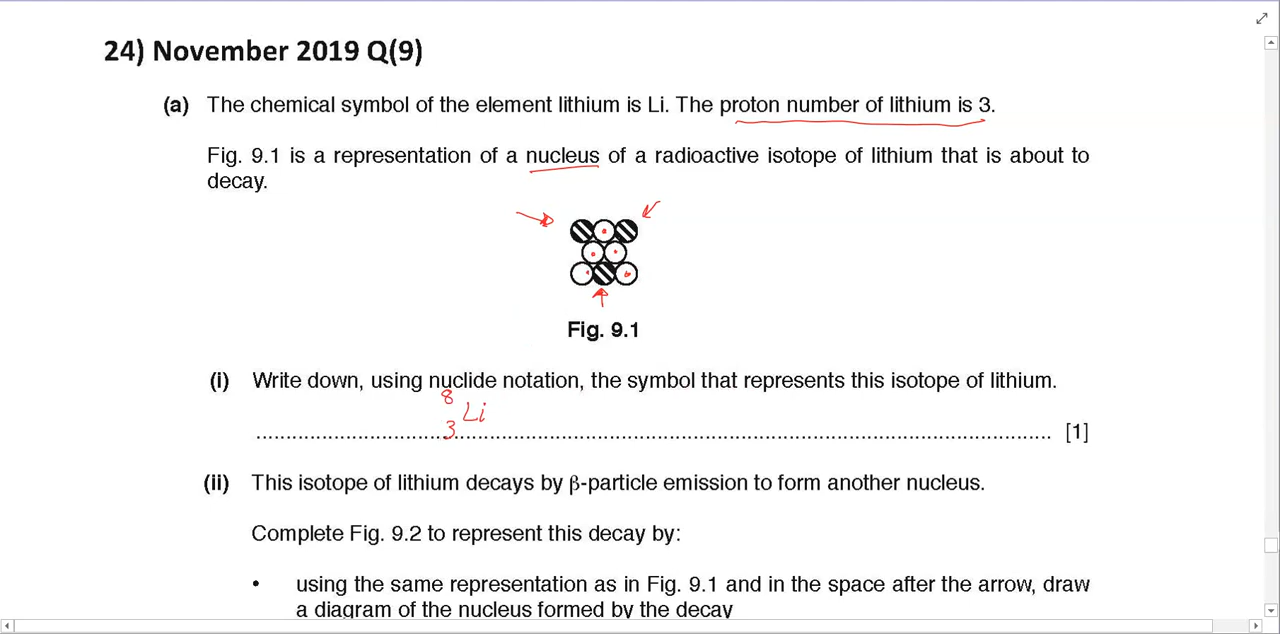 24) November 2019 Q(9)
(a) The chemical symbol of the element lithium is Li. The proton number of lithium is 3.
Fig. 9.1 is a representation of a nucleus of a radioactive isotope of lithium that is about to
decay.
Fig. 9.1
(i) Write down, using nuclide notation, the symbol that represents this isotope of lithium.
8
Li
3
.................................................................................................................................... [1]
(ii) This isotope of lithium decays by β-particle emission to form another nucleus.
Complete Fig. 9.2 to represent this decay by:
• using the same representation as in Fig. 9.1 and in the space after the arrow, draw
a diagram of the nucleus formed by the decay